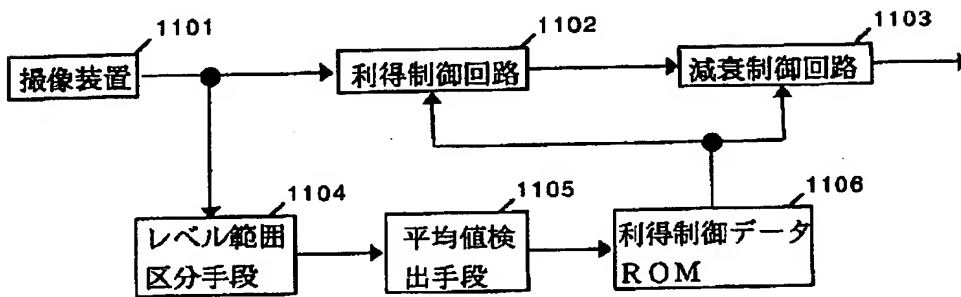 1101
1102
1103
撮像装置
利得制御回路
減衰制御回路
1104
1105
1106
レベル範囲
区分手段
平均値検
出手段
利得制御データ
ROM